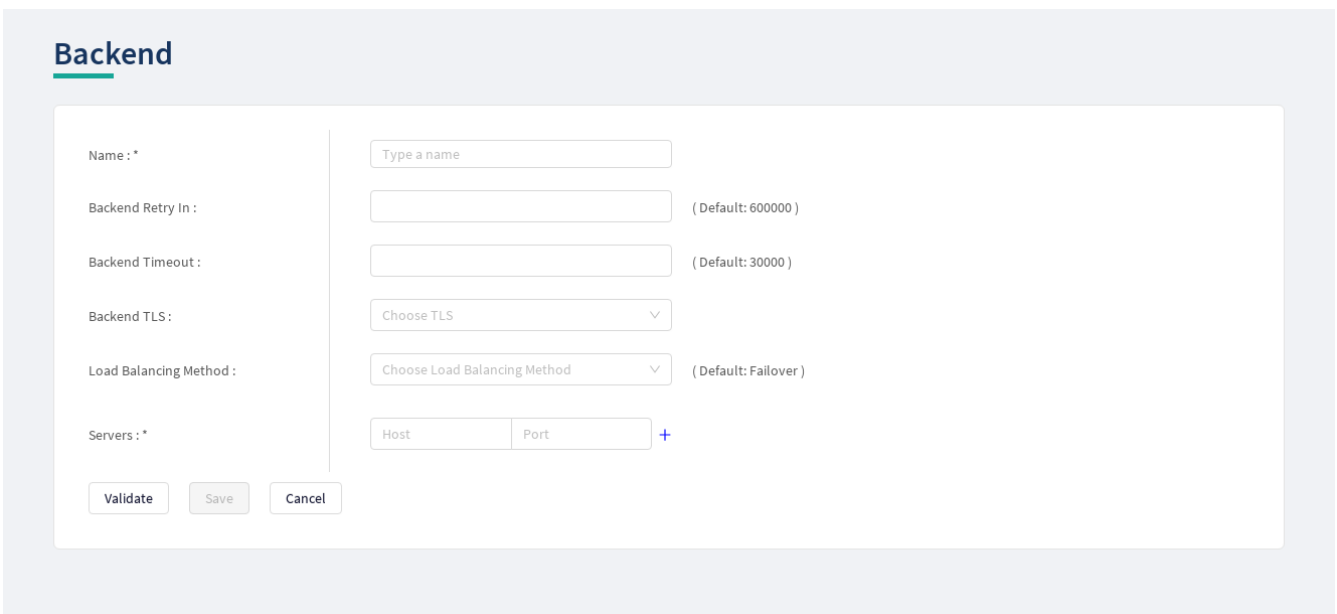 Backend
Name : * Type a name
Backend Retry In : ( Default: 600000 )
Backend Timeout : ( Default: 30000 )
Backend TLS : Choose TLS
Load Balancing Method : Choose Load Balancing Method ( Default: Failover )
Servers : * Host Port +
Validate Save Cancel